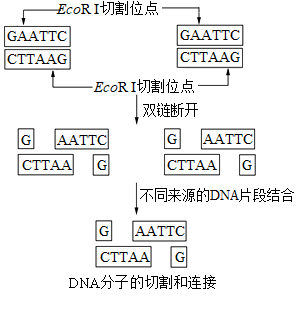 EcoR I切割位点
GAATTC GAATTC
CTTAAG CTTAAG
EcoR I切割位点
双链断开
G AATTC G AATTC
CTTAA G CTTAA G
不同来源的DNA片段结合
G AATTC
CTTAA G
DNA分子的切割和连接